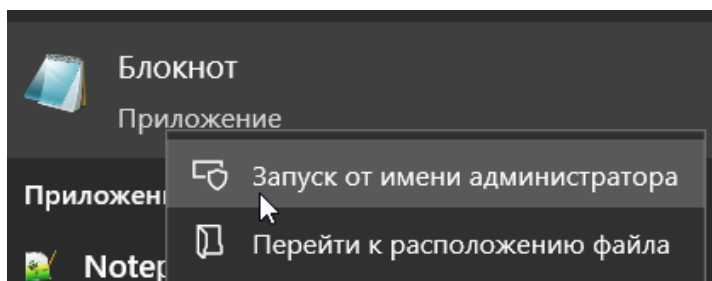 Блокнот
Приложение
Запуск от имени администратора
Перейти к расположению файла